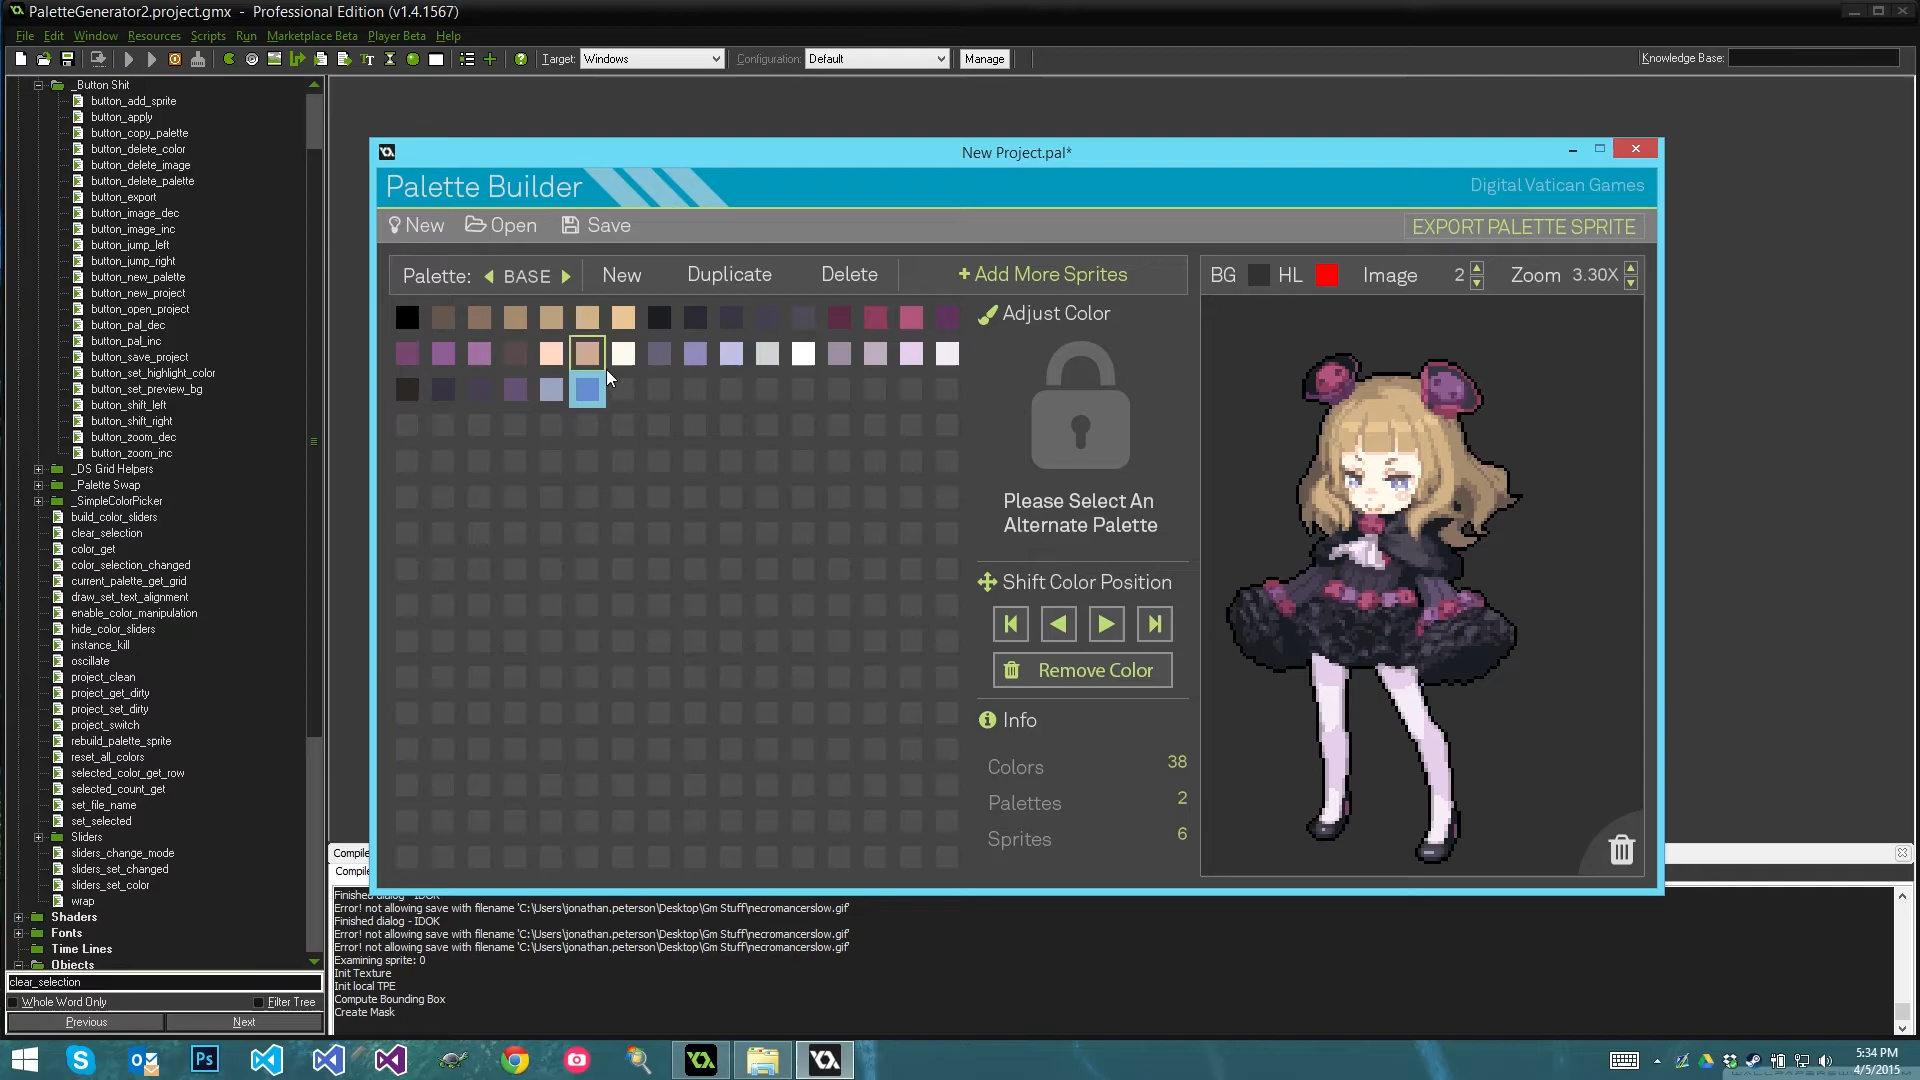 PaletteGenerator2.project.gmx - Professional Edition (v1.4.1567)
File Edit Window Resources Scripts Run Marketplace Beta Player Beta Help
Target: Windows Configuration: Default Manage Knowledge Base:
_Button Shit
button_add_sprite
button_apply
button_copy_palette
button_delete_color
button_delete_image
button_delete_palette
button_export
button_image_dec
button_image_inc
button_jump_left
button_jump_right
button_new_palette
button_new_project
button_open_project
button_pal_dec
button_pal_inc
button_save_project
button_set_highlight_color
button_set_preview_bg
button_shift_left
button_shift_right
button_zoom_dec
button_zoom_inc
_DS Grid Helpers
_Palette Swap
_SimpleColorPicker
build_color_sliders
clear_selection
color_get
color_selection_changed
current_palette_get_grid
draw_set_text_alignment
enable_color_manipulation
hide_color_sliders
instance_kill
oscillate
project_clean
project_get_dirty
project_set_dirty
project_switch
rebuild_palette_sprite
reset_all_colors
selected_color_get_row
selected_count_get
set_file_name
set_selected
Sliders
sliders_change_mode
sliders_set_changed
sliders_set_color
wrap
Shaders
Fonts
Time Lines
Objects
clear_selection
Whole Word Only Filter Tree
Previous Next
New Project.pal*
Palette Builder
Digital Vatican Games
New Open Save
EXPORT PALETTE SPRITE
Palette: BASE New Duplicate Delete + Add More Sprites
BG HL Image 2 Zoom 3.30X
Adjust Color
Please Select An
Alternate Palette
Shift Color Position
Remove Color
Info
Colors 38
Palettes 2
Sprites 6
Compile
Compile
Finished dialog - IDOK
Error! not allowing save with filename 'C:\Users\jonathan.peterson\Desktop\Gm Stuff\necromancerslow.gif'
Finished dialog - IDOK
Error! not allowing save with filename 'C:\Users\jonathan.peterson\Desktop\Gm Stuff\necromancerslow.gif'
Error! not allowing save with filename 'C:\Users\jonathan.peterson\Desktop\Gm Stuff\necromancerslow.gif'
Examining sprite: 0
Init Texture
Init local TPE
Compute Bounding Box
Create Mask
5:34 PM
4/5/2015